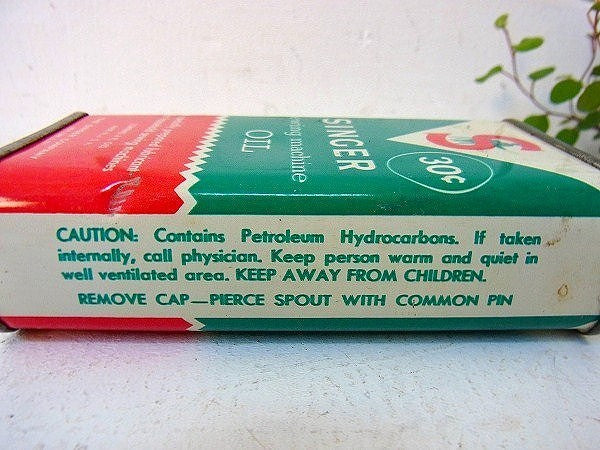 SINGER
sewing machine
OIL
30¢
S
CAUTION: Contains Petroleum Hydrocarbons. If taken
internally, call physician. Keep person warm and quiet in
well ventilated area. KEEP AWAY FROM CHILDREN.
REMOVE CAP—PIERCE SPOUT WITH COMMON PIN